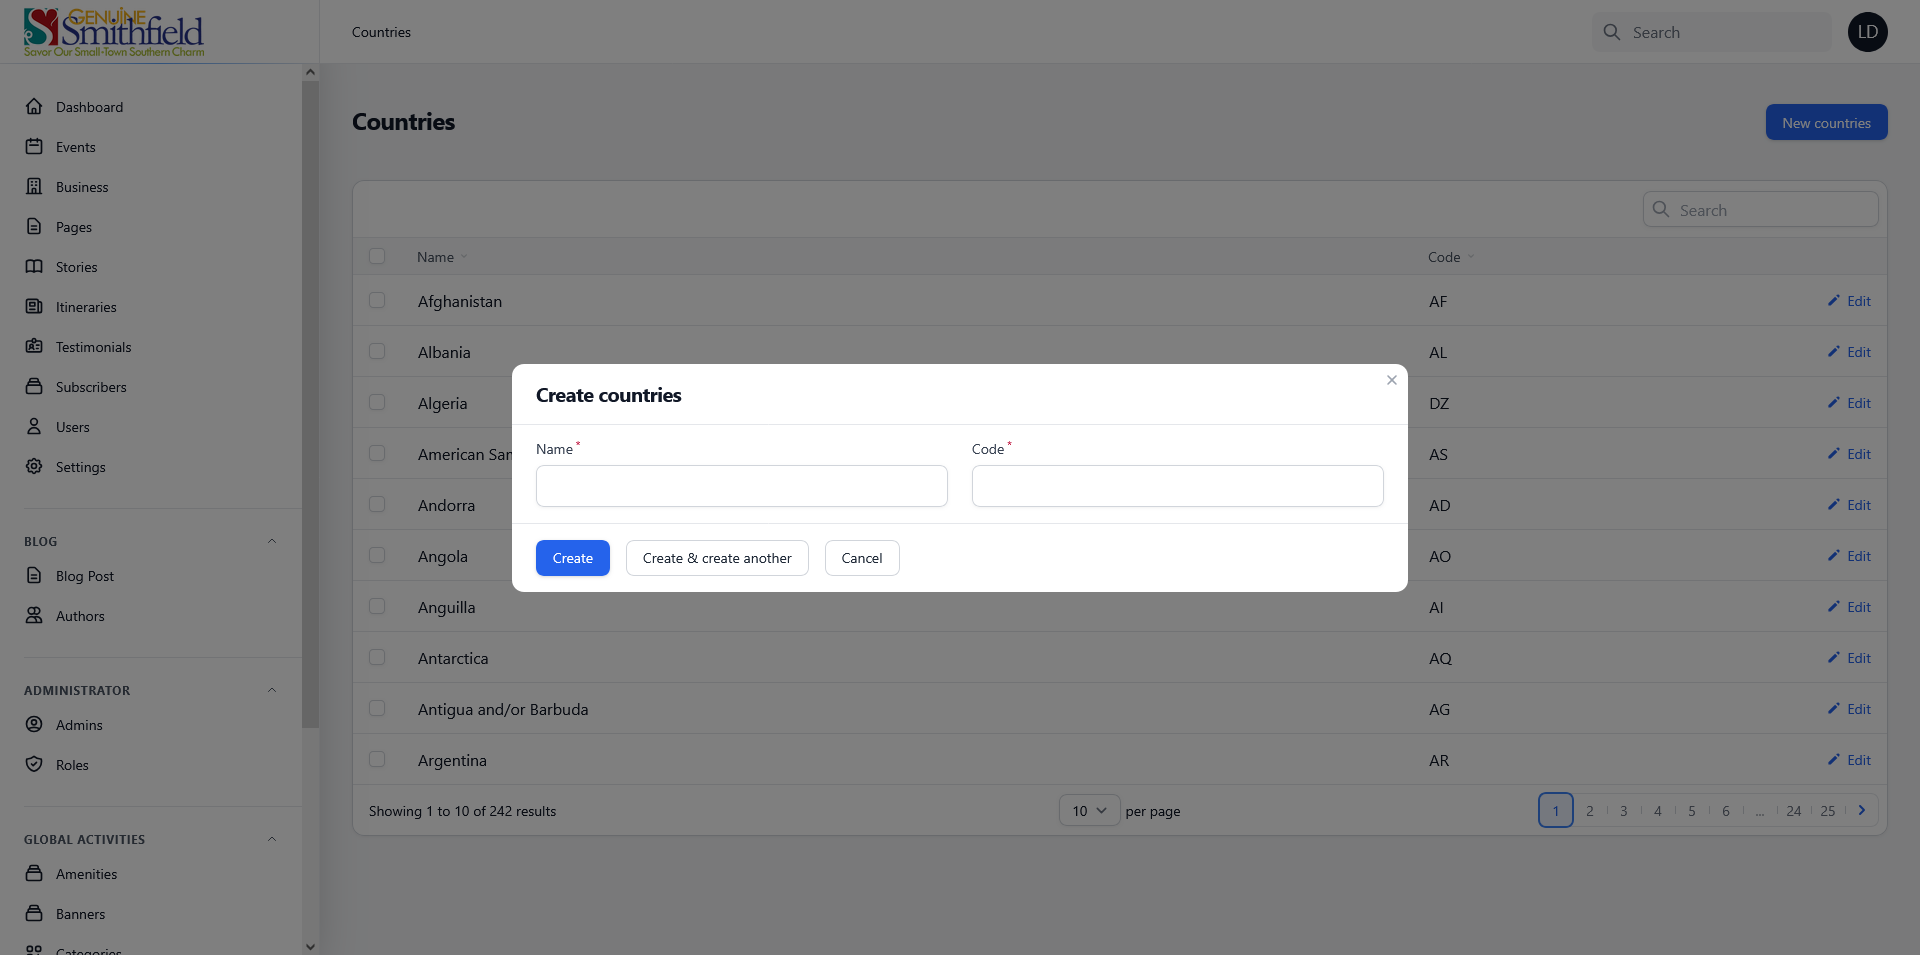 GENUINE
Smithfield
Savor Our Small-Town Southern Charm
Countries
Search
LD
Dashboard
Events
Business
Pages
Stories
Itineraries
Testimonials
Subscribers
Users
Settings
BLOG
Blog Post
Authors
ADMINISTRATOR
Admins
Roles
GLOBAL ACTIVITIES
Amenities
Banners
Categories
Countries
New countries
Search
Name Code
Afghanistan AF Edit
Albania AL Edit
Algeria DZ Edit
American Sam AS Edit
Andorra AD Edit
Angola AO Edit
Anguilla AI Edit
Antarctica AQ Edit
Antigua and/or Barbuda AG Edit
Argentina AR Edit
Showing 1 to 10 of 242 results 10 per page 1 2 3 4 5 6 ... 24 25
Create countries
Name* Code*
Create Create & create another Cancel